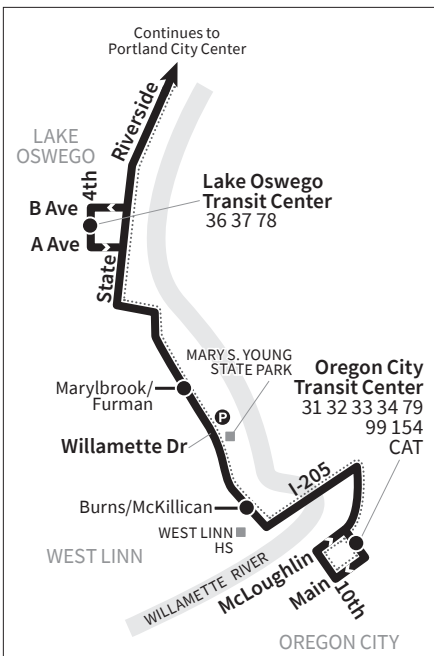 Continues to
Portland City Center
Riverside
LAKE
OSWEGO
4th
B Ave
A Ave
State
Lake Oswego
Transit Center
36 37 78
MARY S. YOUNG
STATE PARK
Oregon City
Transit Center
31 32 33 34 79
99 154
CAT
Marylbrook/
Furman
P
Willamette Dr
I-205
Burns/McKillican
WEST LINN
HS
WEST LINN
WILLAMETTE RIVER
McLoughlin
Main
10th
OREGON CITY